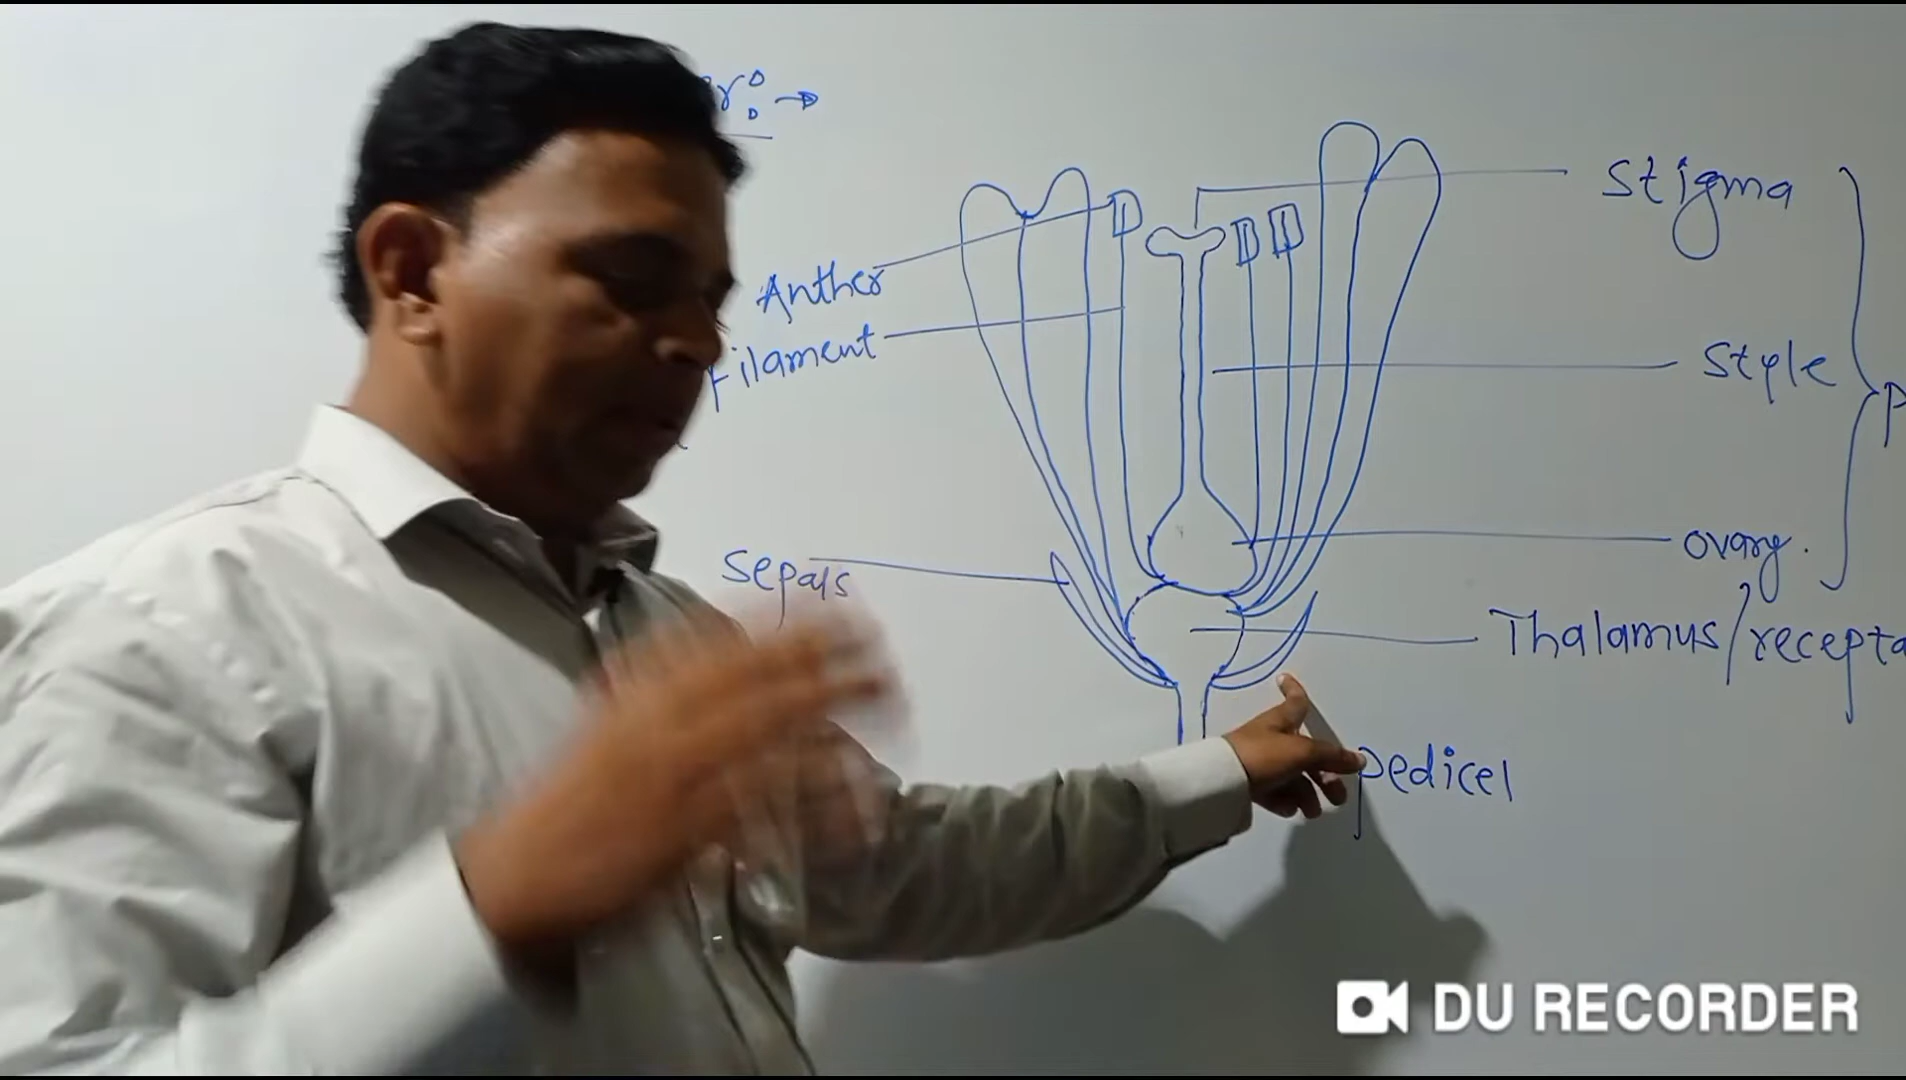 Stigma
Anther
Filament
Style
ovary.
Sepals
Thalamus/recepta
Pedicel
DU RECORDER